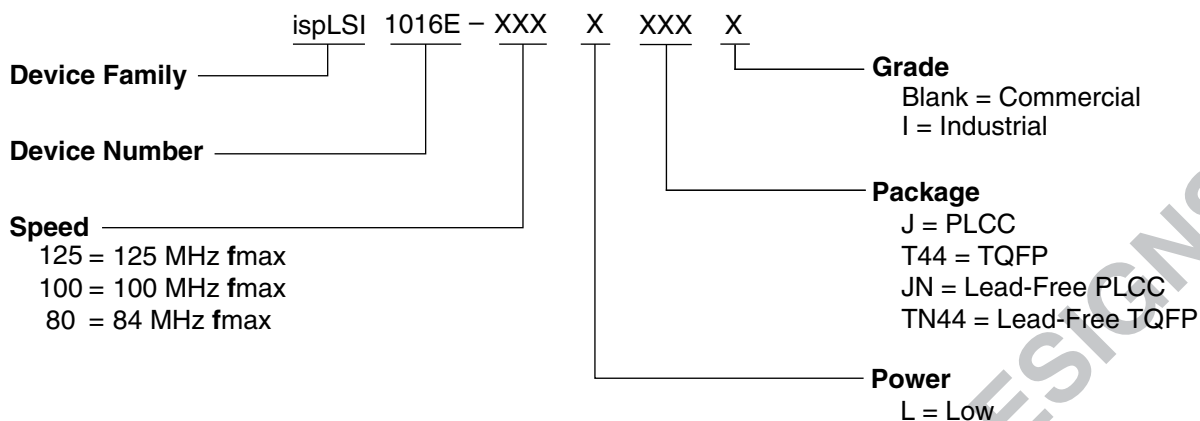 ispLSI 1016E – XXX X XXX X
Device Family
Device Number
Speed
125 = 125 MHz fmax
100 = 100 MHz fmax
80 = 84 MHz fmax
Grade
Blank = Commercial
I = Industrial
Package
J = PLCC
T44 = TQFP
JN = Lead-Free PLCC
TN44 = Lead-Free TQFP
Power
L = Low